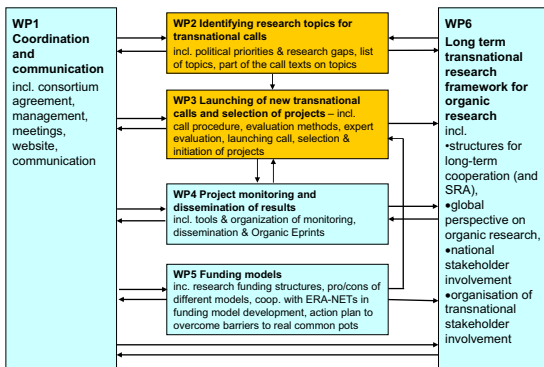 WP1
Coordination
and
communication
incl. consortium
agreement,
management,
meetings,
website,
communication
WP2 Identifying research topics for
transnational calls
incl. political priorities & research gaps, list
of topics, part of the call texts on topics
WP3 Launching of new transnational
calls and selection of projects – incl.
call procedure, evaluation methods, expert
evaluation, launching call, selection &
initiation of projects
WP4 Project monitoring and
dissemination of results
incl. tools & organization of monitoring,
dissemination & Organic Eprints
WP5 Funding models
inc. research funding structures, pro/cons of
different models, coop. with ERA-NETs in
funding model development, action plan to
overcome barriers to real common pots
WP6
Long term
transnational
research
framework for
organic
research
incl.
•structures for
long-term
cooperation (and
SRA),
•global
perspective on
organic research,
•national
stakeholder
involvement
•organisation of
transnational
stakeholder
involvement